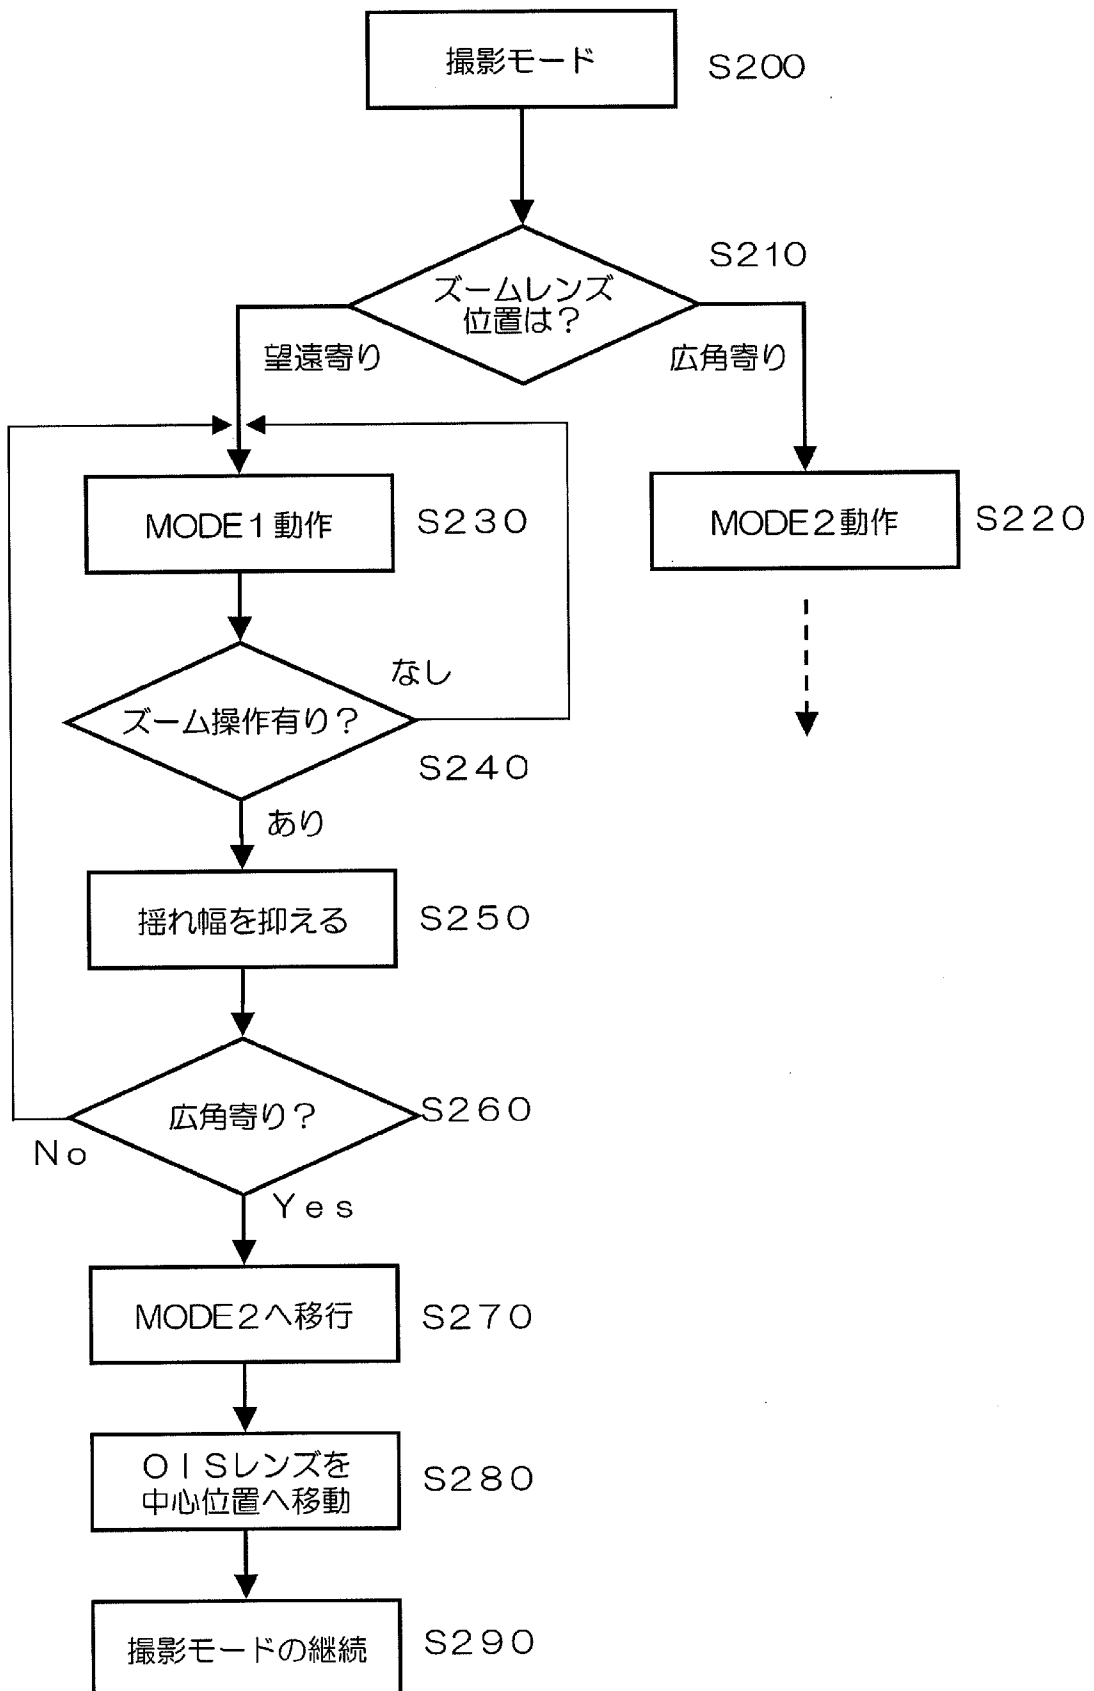 撮影モード
S200
S210
ズームレンズ
位置は?
望遠寄り
広角寄り
MODE1動作
S230
MODE2動作
S220
なし
ズーム操作有り?
S240
あり
揺れ幅を抑える
S250
広角寄り?
S260
No
Yes
MODE2へ移行
S270
OISレンズを
中心位置へ移動
S280
撮影モードの継続
S290